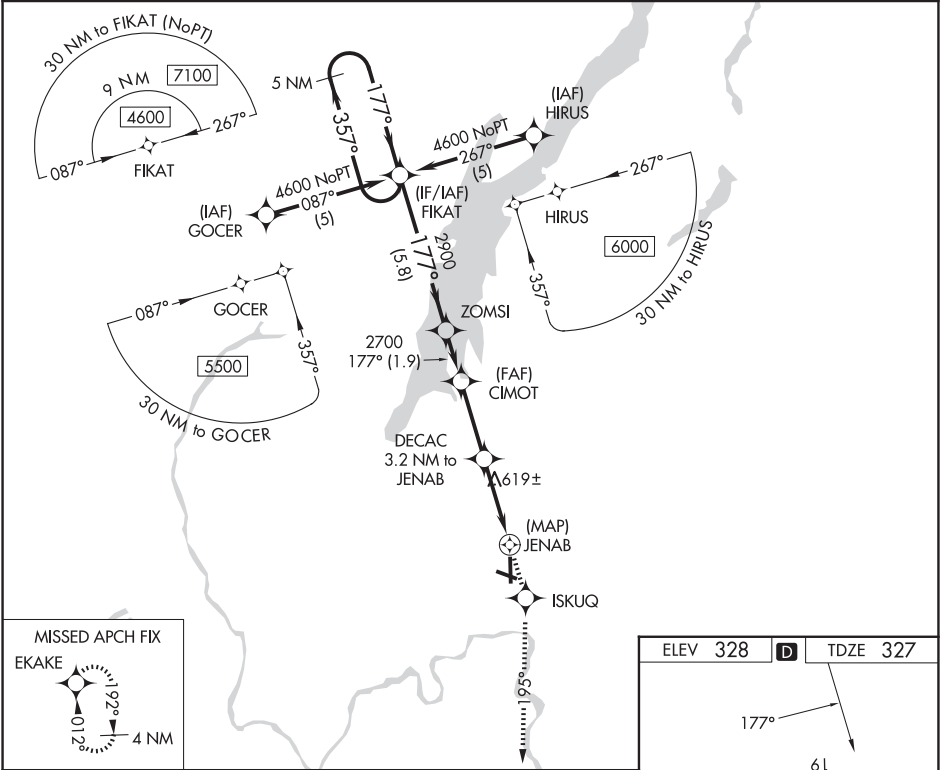 30 NM to FIKAT (NoPT)
9 NM
7100
4600
087°
267°
FIKAT
5 NM
177°
357°
(IAF)
HIRUS
4600 NoPT
267°
(5)
4600 NoPT
087°
(5)
(IAF)
GOCER
(IF/IAF)
FIKAT
2900
177°
(5.8)
267°
HIRUS
6000
357°
30 NM to HIRUS
087°
GOCER
357°
5500
30 NM to GOCER
ZOMSI
2700
177° (1.9)
(FAF)
CIMOT
DECAC
3.2 NM to
JENAB
619±
(MAP)
JENAB
ISKUQ
195°
MISSED APCH FIX
EKAKE
192°
012°
4 NM
ELEV 328
D
TDZE 327
177°